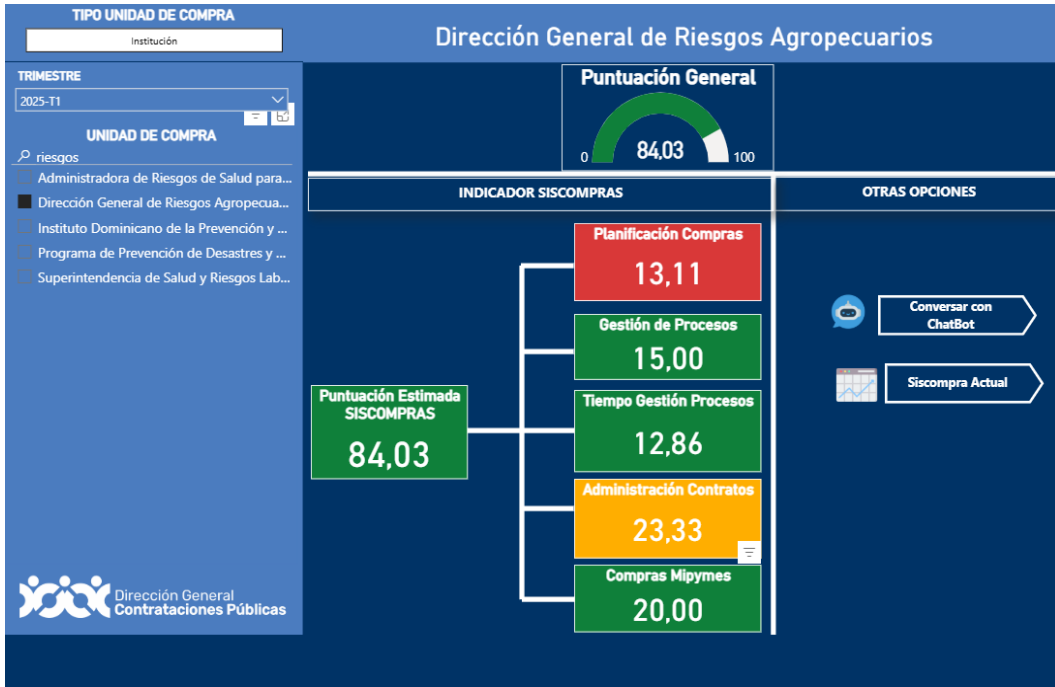 TIPO UNIDAD DE COMPRA
Institución
Dirección General de Riesgos Agropecuarios
TRIMESTRE
2025-T1
UNIDAD DE COMPRA
riesgos
Administradora de Riesgos de Salud para...
Dirección General de Riesgos Agropecua...
Instituto Dominicano de la Prevención y ...
Programa de Prevención de Desastres y ...
Superintendencia de Salud y Riesgos Lab...
Dirección General
Contrataciones Públicas
Puntuación General
0
84,03
100
INDICADOR SISCOMPRAS
Puntuación Estimada
SISCOMPRAS
84,03
Planificación Compras
13,11
Gestión de Procesos
15,00
Tiempo Gestión Procesos
12,86
Administración Contratos
23,33
Compras Mipymes
20,00
OTRAS OPCIONES
Conversar con
ChatBot
Siscompra Actual